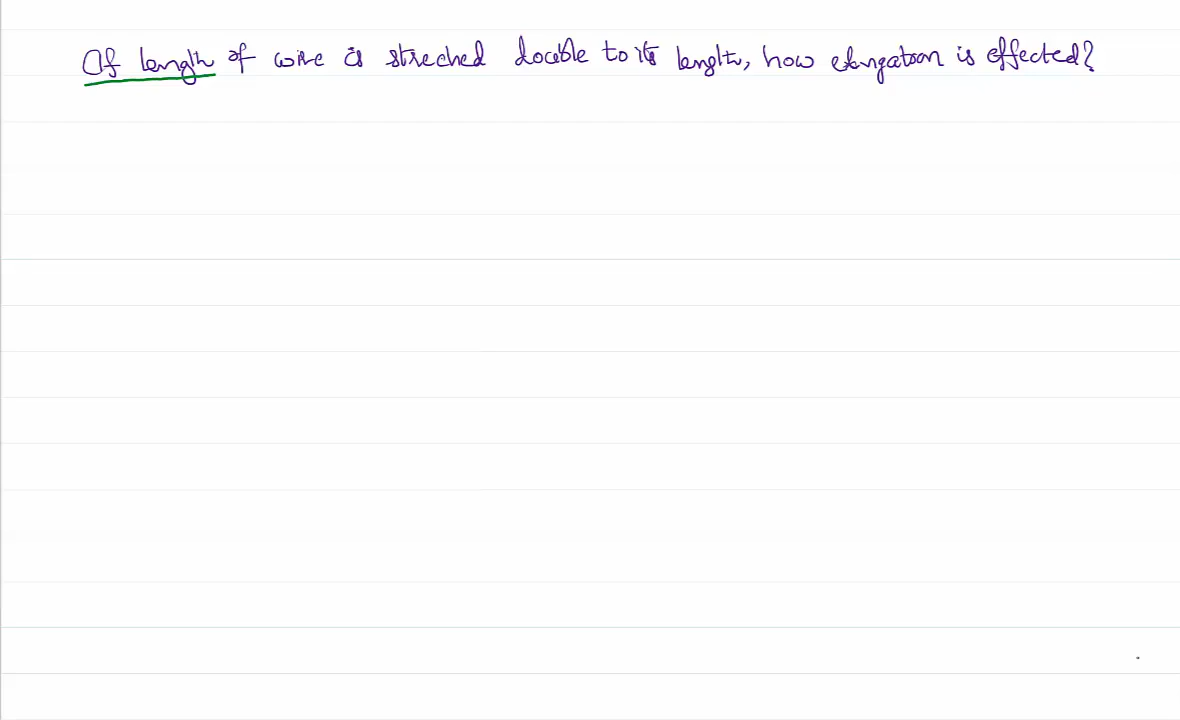 If length of wire is streched double to its length, how elongation is effected?